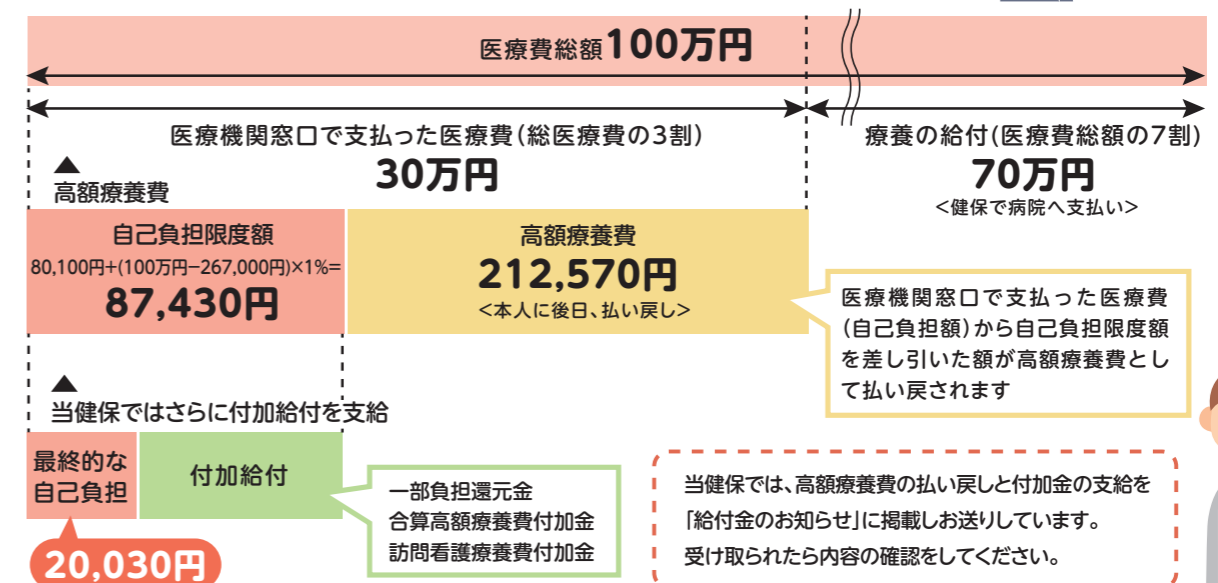 医療費総額100万円
医療機関窓口で支払った医療費(総医療費の3割)
30万円
療養の給付(医療費総額の7割)
70万円
<健保で病院へ支払い>
▲
高額療養費
自己負担限度額
80,100円+(100万円−267,000円)×1%=
87,430円
高額療養費
212,570円
<本人に後日、払い戻し>
医療機関窓口で支払った医療費
(自己負担額)から自己負担限度額
を差し引いた額が高額療養費とし
て払い戻されます
▲
当健保ではさらに付加給付を支給
最終的な
自己負担
付加給付
一部負担還元金
合算高額療養費付加金
訪問看護療養費付加金
20,030円
当健保では、高額療養費の払い戻しと付加金の支給を
「給付金のお知らせ」に掲載しお送りしています。
受け取られたら内容の確認をしてください。